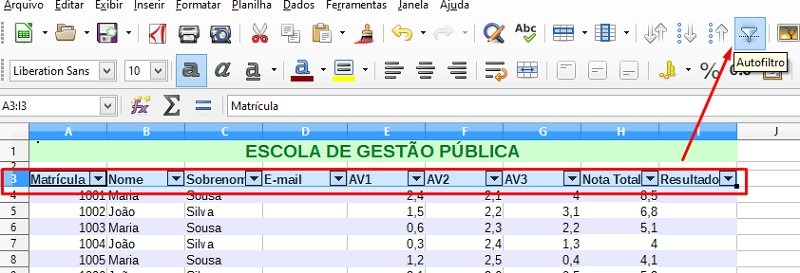 Arquivo Editar Exibir Inserir Formatar Planilha Dados Ferramentas Janela Ajuda
Abc
Autofiltro
Liberation Sans 10 a a a a %
A3:I3 Matrícula
A B C D E F G H J
1 ESCOLA DE GESTÃO PÚBLICA
3 Matrícula Nome Sobrenom E-mail AV1 AV2 AV3 Nota Total Resultado
4 1001 Maria Sousa 2,4 2,1 4 8,5
5 1002 João Silva 1,5 2,2 3,1 6,8
6 1003 Maria Sousa 0,6 2,3 2,2 5,1
7 1004 João Silva 0,3 2,4 1,3 4
8 1005 Maria Sousa 1,2 2,5 0,4 4,1